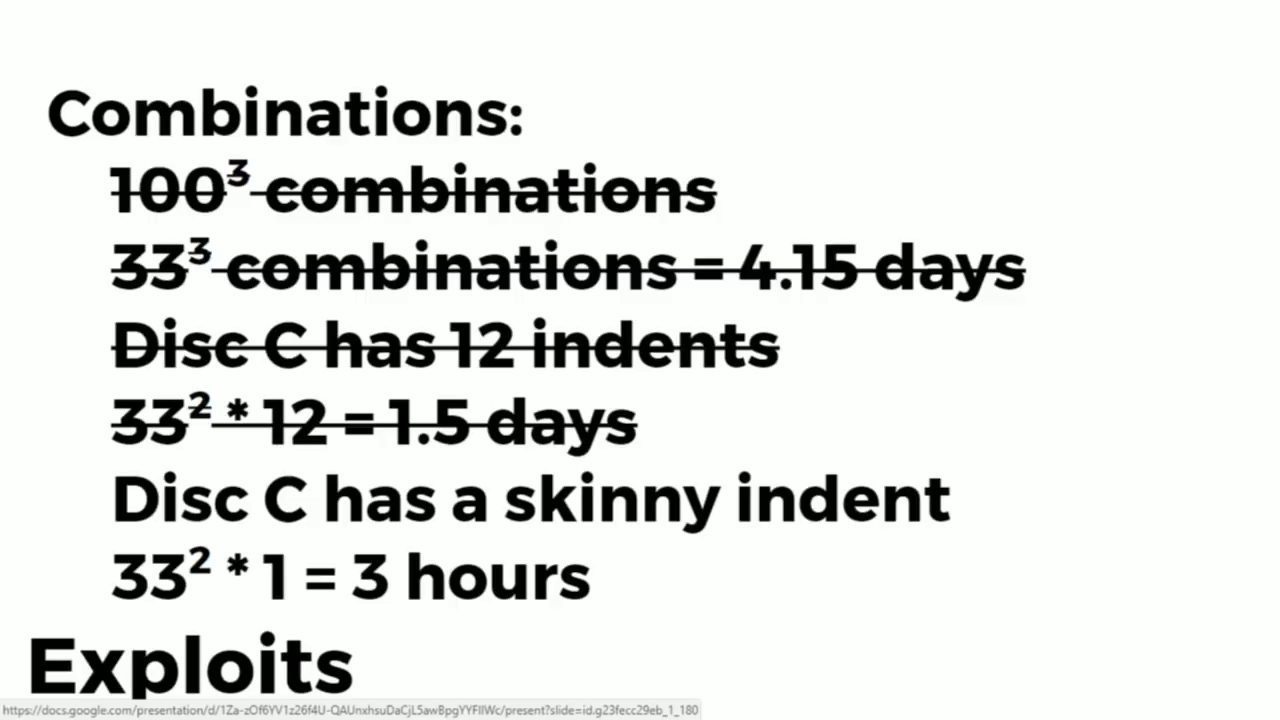 Combinations:
100³ combinations
33³ combinations = 4.15 days
Disc C has 12 indents
33² * 12 = 1.5 days
Disc C has a skinny indent
33² * 1 = 3 hours
Exploits
https://docs.google.com/presentation/d/1Za-zOf6YV1z26f4U-QAUnxhsuDaCjL5awBpgYYFIIWc/present?slide=id.g23fecc29eb_1_180